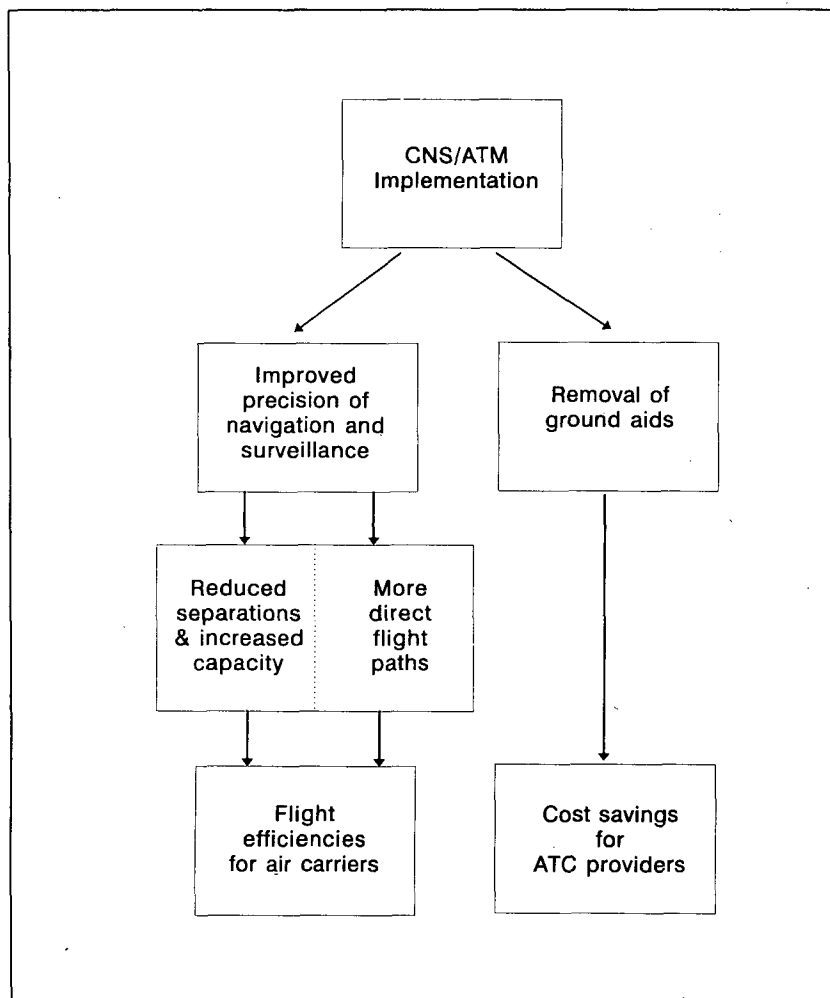 CNS/ATM
Implementation
Improved
precision of
navigation and
surveillance
Removal of
ground aids
Reduced
separations
& increased
capacity
More
direct
flight
paths
Flight
efficiencies
for air carriers
Cost savings
for
ATC providers